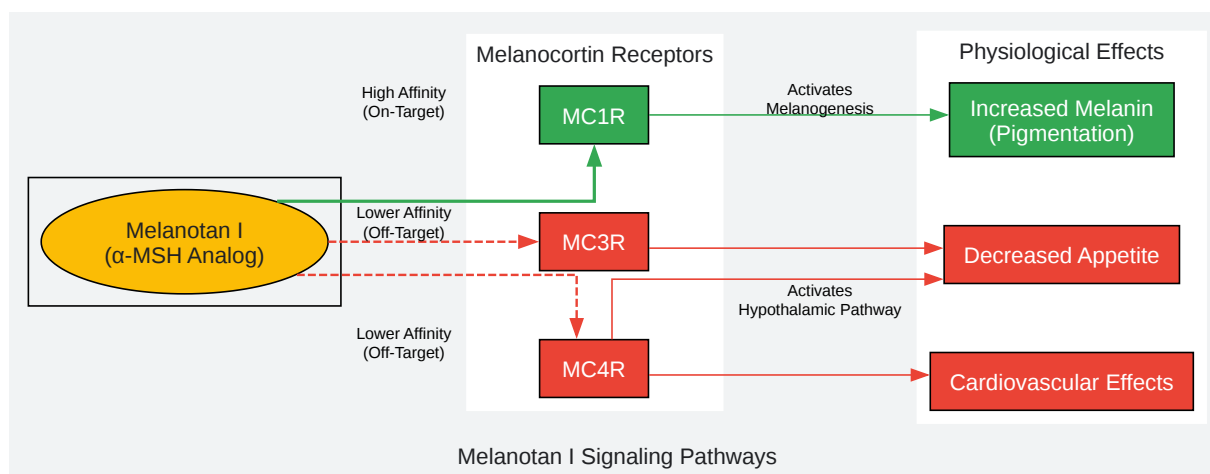 Melanocortin Receptors
Physiological Effects
High Affinity
(On-Target)
MC1R
Activates
Melanogenesis
Increased Melanin
(Pigmentation)
Melanotan I
(α-MSH Analog)
Lower Affinity
(Off-Target)
MC3R
Decreased Appetite
Activates
Hypothalamic Pathway
Lower Affinity
(Off-Target)
MC4R
Cardiovascular Effects
Melanotan I Signaling Pathways